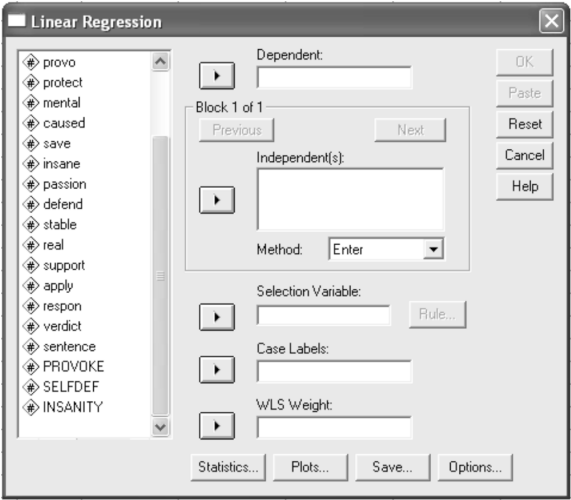 Linear Regression
provo
protect
mental
caused
save
insane
passion
defend
stable
real
support
apply
respon
verdict
sentence
PROVOKE
SELFDEF
INSANITY
Dependent:
Block 1 of 1
Previous
Next
Independent(s):
Method:
Enter
Selection Variable:
Rule...
Case Labels:
WLS Weight:
Statistics...
Plots...
Save...
Options...
OK
Paste
Reset
Cancel
Help